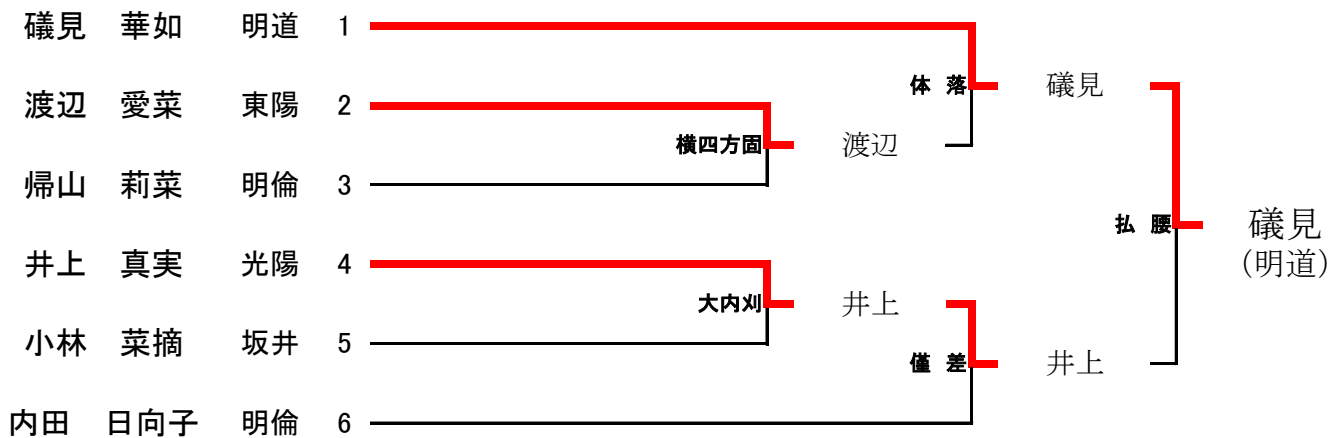 礒見 華如 明道 1
体 落 礒見
渡辺 愛菜 東陽 2
横四方固 渡辺
帰山 莉菜 明倫 3
払 腰 礒見
(明道)
井上 真実 光陽 4
大内刈 井上
小林 菜摘 坂井 5
僅 差 井上
内田 日向子 明倫 6